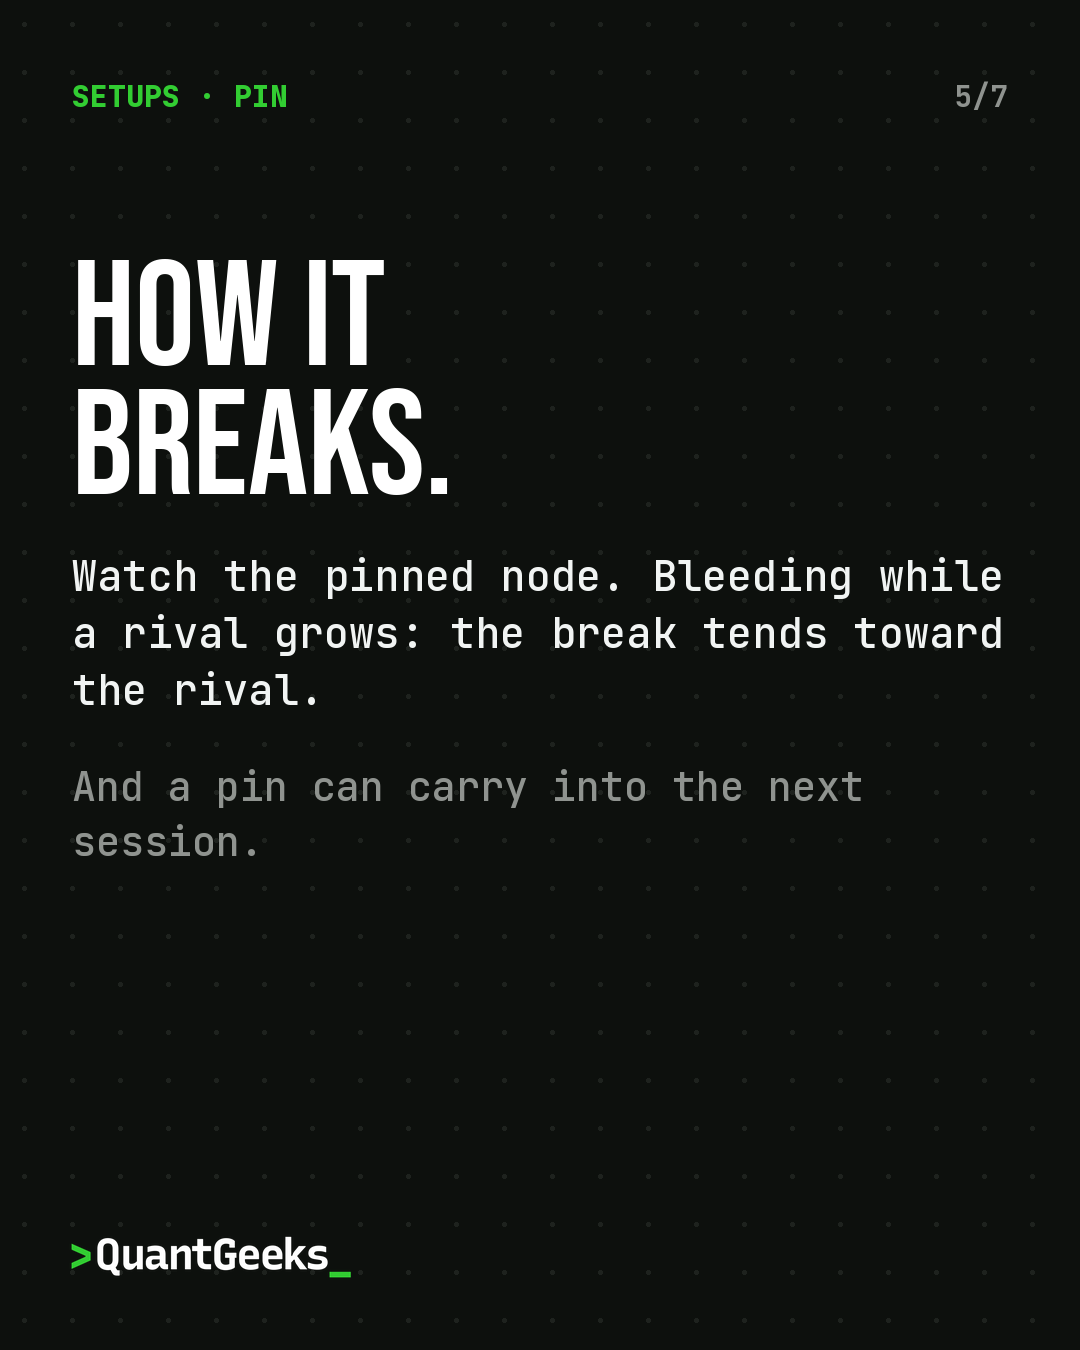 SETUPS · PIN
5/7
HOW IT
BREAKS.
Watch the pinned node. Bleeding while
a rival grows: the break tends toward
the rival.
And a pin can carry into the next
session.
>QuantGeeks_